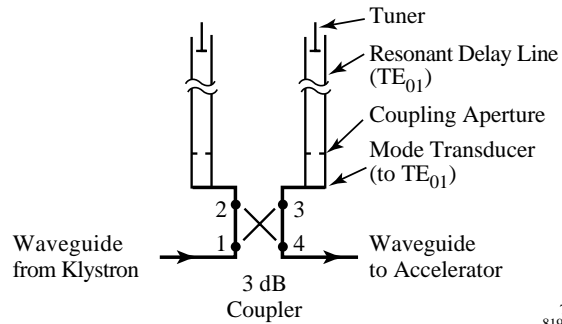 Tuner
Resonant Delay Line
(TE01)
Coupling Aperture
Mode Transducer
(to TE01)
2
3
1
4
Waveguide
from Klystron
Waveguide
to Accelerator
3 dB
Coupler
819